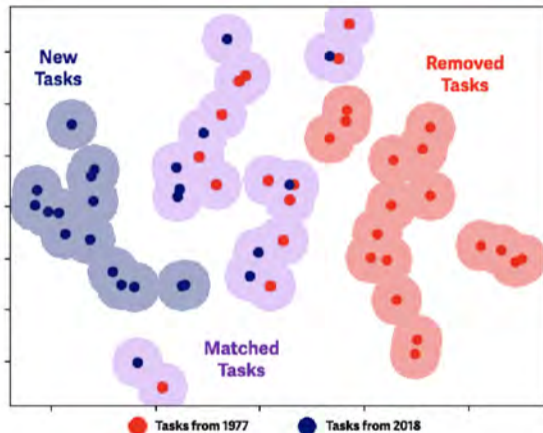 New
Tasks
Removed
Tasks
Matched
Tasks
Tasks from 1977
Tasks from 2018